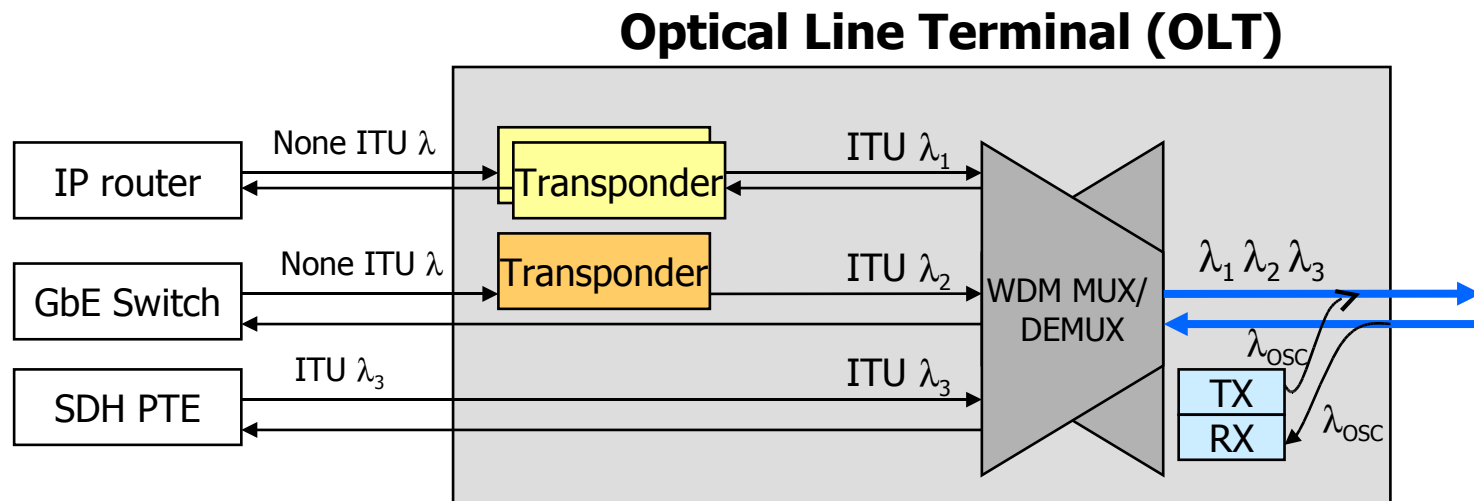 Optical Line Terminal (OLT)
None ITU λ
ITU λ1
IP router
Transponder
None ITU λ
Transponder
ITU λ2
λ1 λ2 λ3
GbE Switch
WDM MUX/
DEMUX
ITU λ3
ITU λ3
λOSC
SDH PTE
TX
RX
λOSC